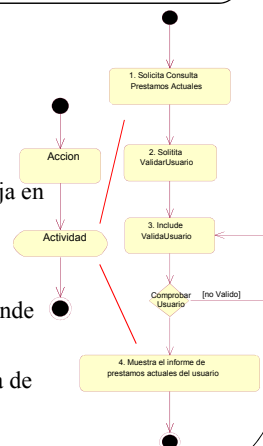 1. Solicita Consulta
Prestamos Actuales
Accion
2. Solitita
ValidarUsuario
ja en
3. Include
ValidaUsuario
Actividad
Comprobar
Usuario
[no Valido]
nde
4. Muestra el informe de
prestamos actuales del usuario
a de